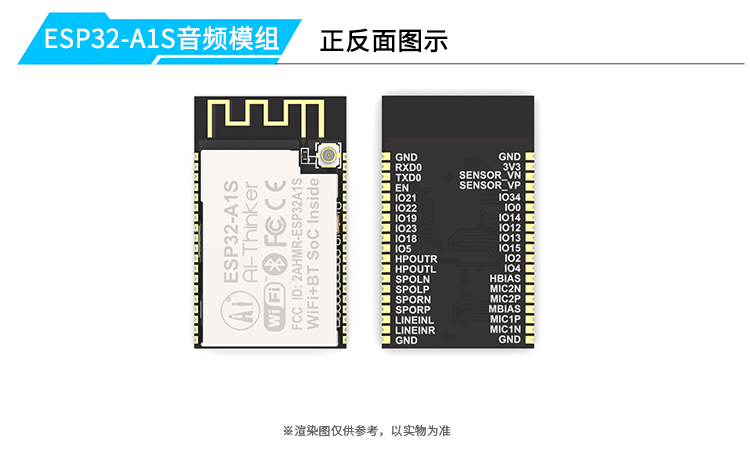 ESP32-A1S音频模组
正反面图示
ESP32-A1S
AI-Thinker
Ai
WiFi
FCC ID: 2AHMR-ESP32A1S
WiFi+BT SoC Inside
GND GND
RXD0 3V3
TXD0 SENSOR_VN
EN SENSOR_VP
IO21 IO34
IO22 IO0
IO19 IO14
IO23 IO12
IO18 IO13
IO5 IO15
HPOUTR IO2
HPOUTL IO4
SPOLN HBIAS
SPOLP MIC2N
SPORN MIC2P
SPORP MBIAS
LINEINL MIC1P
LINEINR MIC1N
GND GND
※渲染图仅供参考，以实物为准